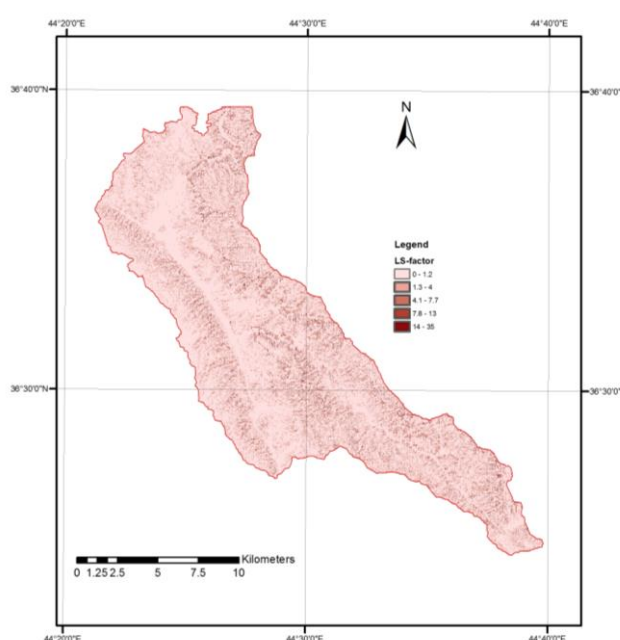 44°20'0"E 44°30'0"E 44°40'0"E
36°40'0"N 36°40'0"N
N
Legend
LS-factor
0 - 1.2
1.3 - 4
4.1 - 7.7
7.8 - 13
14 - 35
36°30'0"N 36°30'0"N
Kilometers
0 1.25 2.5 5 7.5 10
44°20'0"E 44°30'0"E 44°40'0"E